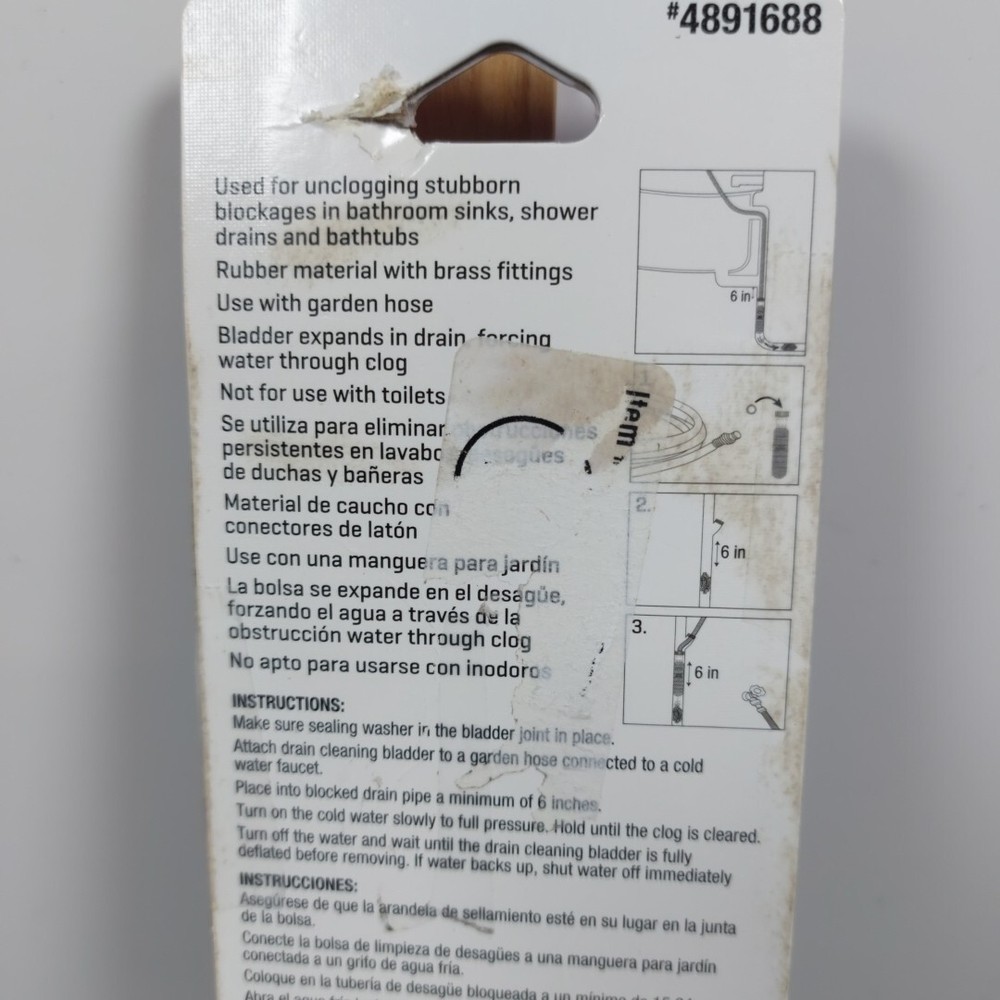 #4891688
Used for unclogging stubborn
blockages in bathroom sinks, shower
drains and bathtubs
Rubber material with brass fittings
Use with garden hose
Bladder expands in drain, forcing
water through clog
Not for use with toilets
Se utiliza para eliminar obstrucciones
persistentes en lavabo desagües
de duchas y bañeras
Material de caucho con
conectores de latón
Use con una manguera para jardín
La bolsa se expande en el desagüe,
forzando el agua a través de la
obstrucción water through clog
No apto para usarse con inodoros
INSTRUCTIONS:
Make sure sealing washer in the bladder joint in place.
Attach drain cleaning bladder to a garden hose connected to a cold
water faucet.
Place into blocked drain pipe a minimum of 6 inches.
Turn on the cold water slowly to full pressure. Hold until the clog is cleared.
Turn off the water and wait until the drain cleaning bladder is fully
deflated before removing. If water backs up, shut water off immediately
INSTRUCCIONES:
Asegúrese de que la arandela de sellamiento esté en su lugar en la junta
de la bolsa.
Conecte la bolsa de limpieza de desagües a una manguera para jardín
conectada a un grifo de agua fría.
Coloque en la tubería de desagüe bloqueada a un mínimo de
6 in
Item
2.
6 in
3.
6 in